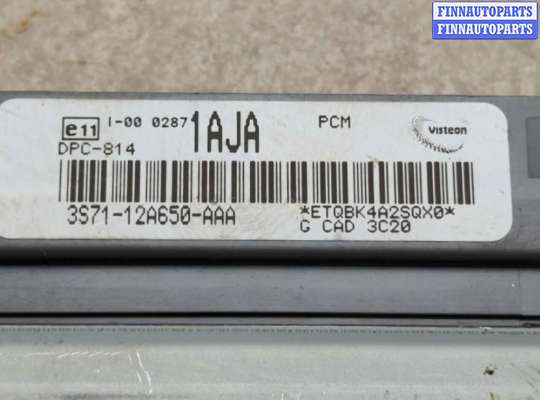 FINNAUTOPARTS
FINNAUTOPARTS
e11 I-00 0287 1AJA PCM Visteon
DPC-814
3S71-12A650-AAA *ETQBK4A2SQX0*
G CAD 3C20